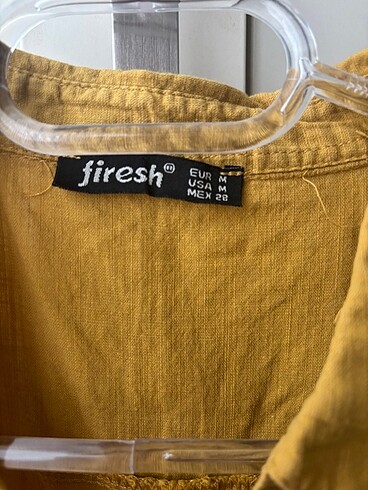 firesh®
EUR M
USA M
MEX 28